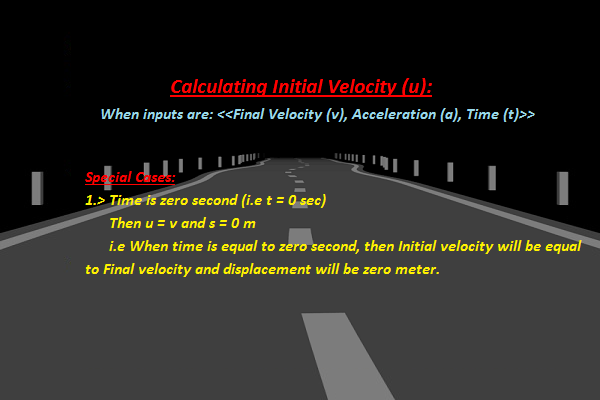 Calculating Initial Velocity (u):
When inputs are: <<Final Velocity (v), Acceleration (a), Time (t)>>
Special Cases:
1.> Time is zero second (i.e t = 0 sec)
Then u = v and s = 0 m
i.e When time is equal to zero second, then Initial velocity will be equal
to Final velocity and displacement will be zero meter.